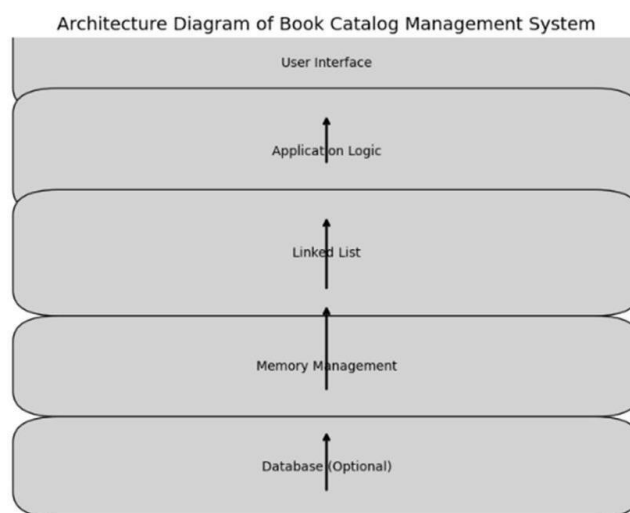 Architecture Diagram of Book Catalog Management System
User Interface
Application Logic
Linked List
Memory Management
Database (Optional)